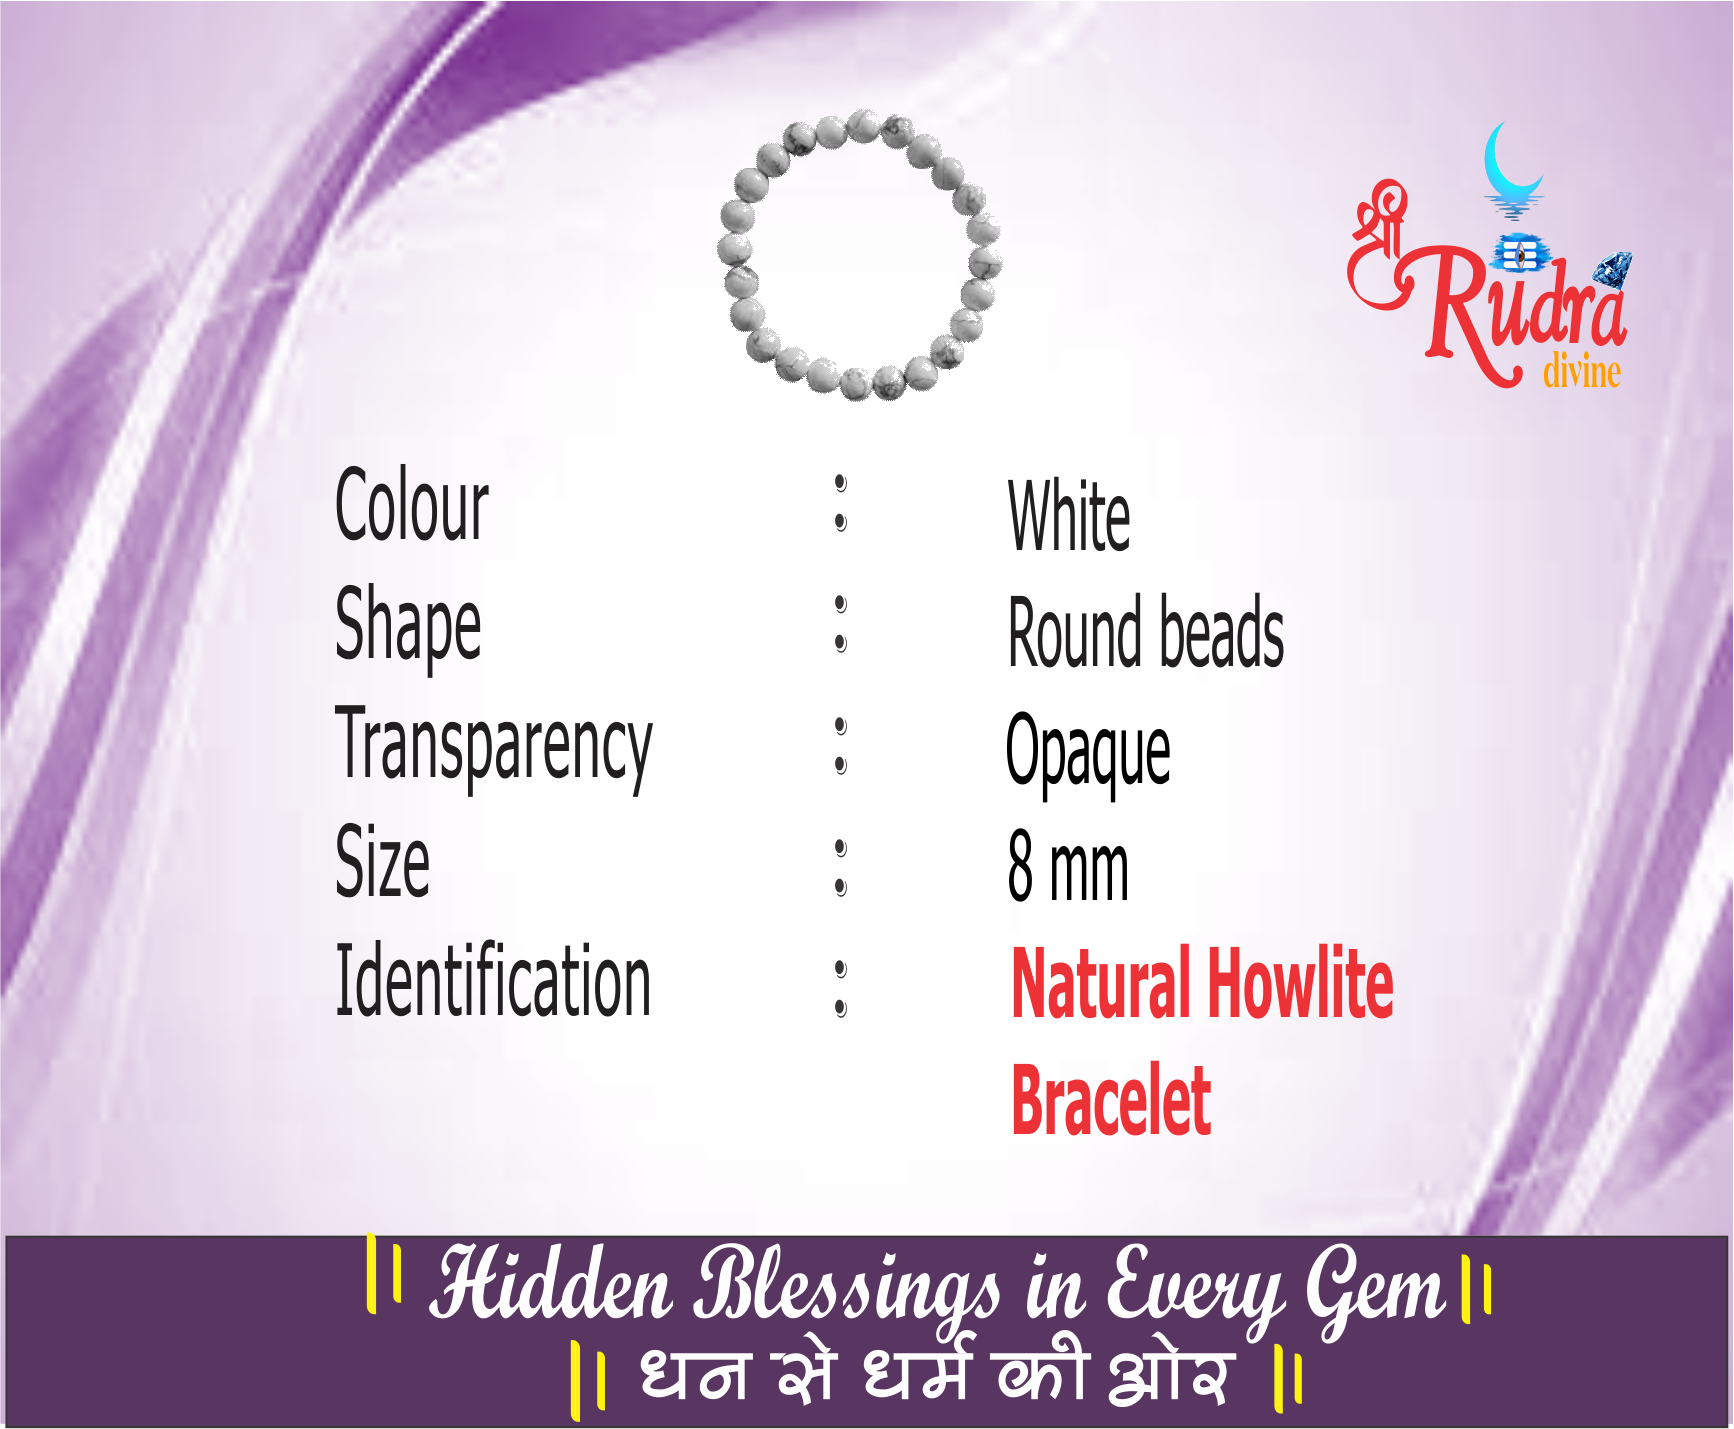 श्री Rudra
divine
Colour : White
Shape : Round beads
Transparency : Opaque
Size : 8 mm
Identification : Natural Howlite
Bracelet
|| Hidden Blessings in Every Gem ||
|| धन से धर्म की ओर ||